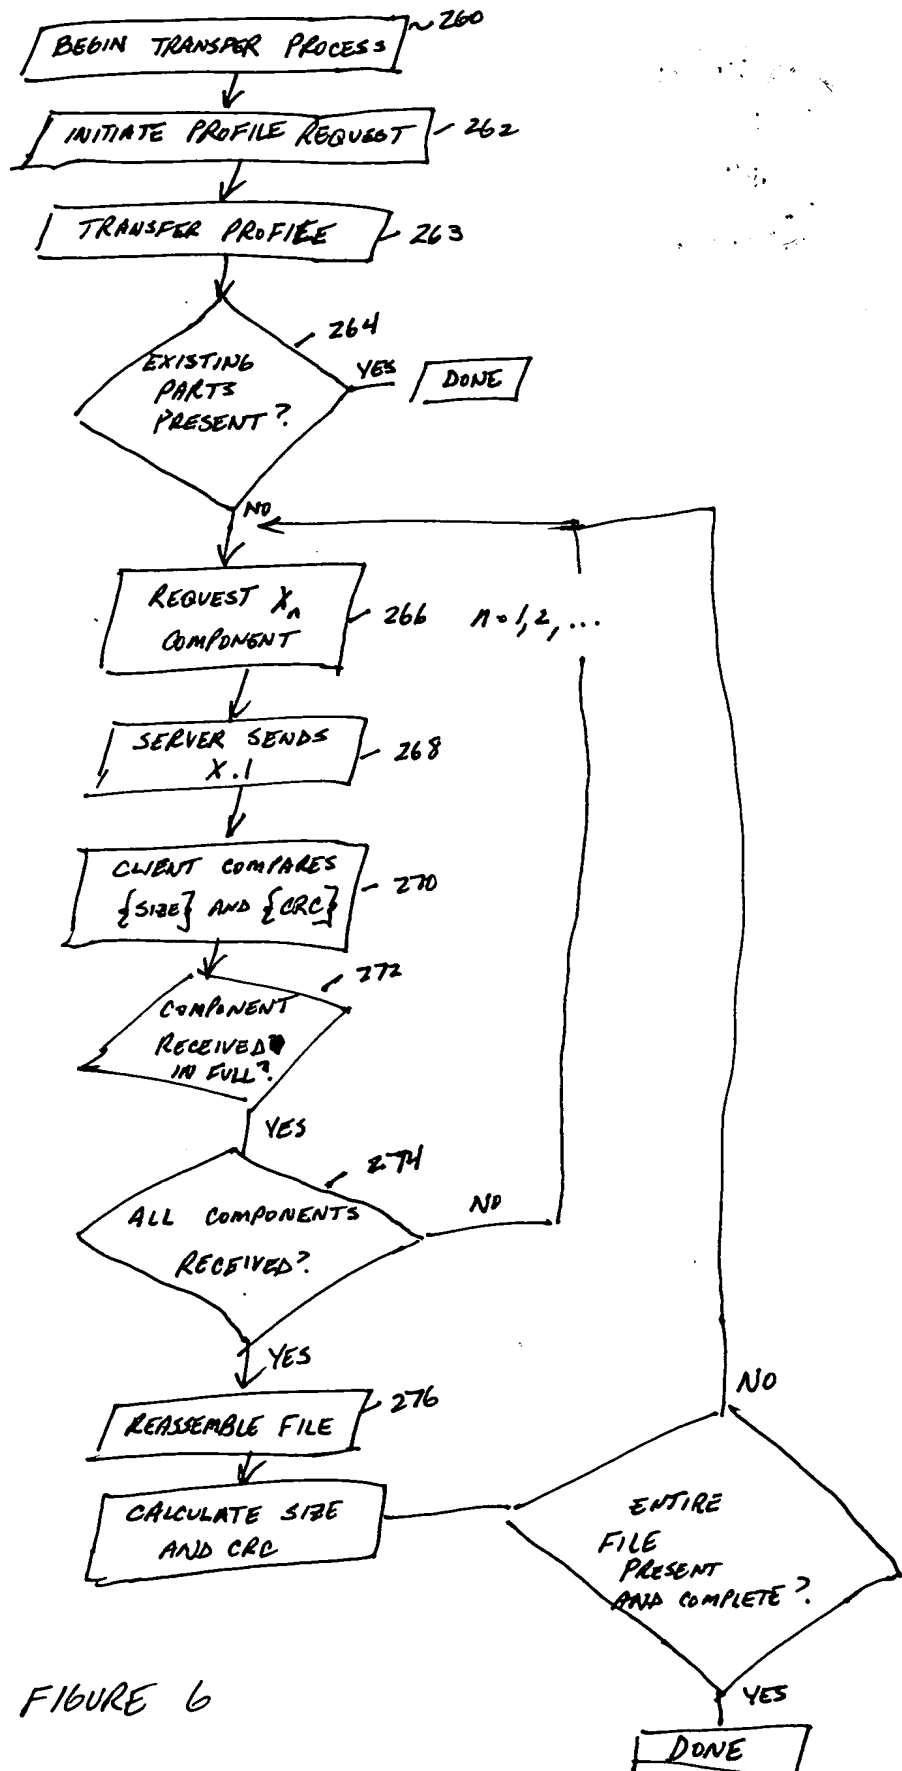 BEGIN TRANSFER PROCESS
260
INITIATE PROFILE REQUEST
262
TRANSFER PROFILE
263
264
EXISTING
PARTS
PRESENT?
YES
DONE
NO
REQUEST Xn
COMPONENT
266
n=1,2,...
SERVER SENDS
X.1
268
CLIENT COMPARES
{SIZE} AND {CRC}
270
272
COMPONENT
RECEIVED
IN FULL?
YES
274
ALL COMPONENTS
RECEIVED?
NO
YES
REASSEMBLE FILE
276
CALCULATE SIZE
AND CRC
NO
ENTIRE
FILE
PRESENT
AND COMPLETE?
YES
DONE
FIGURE 6